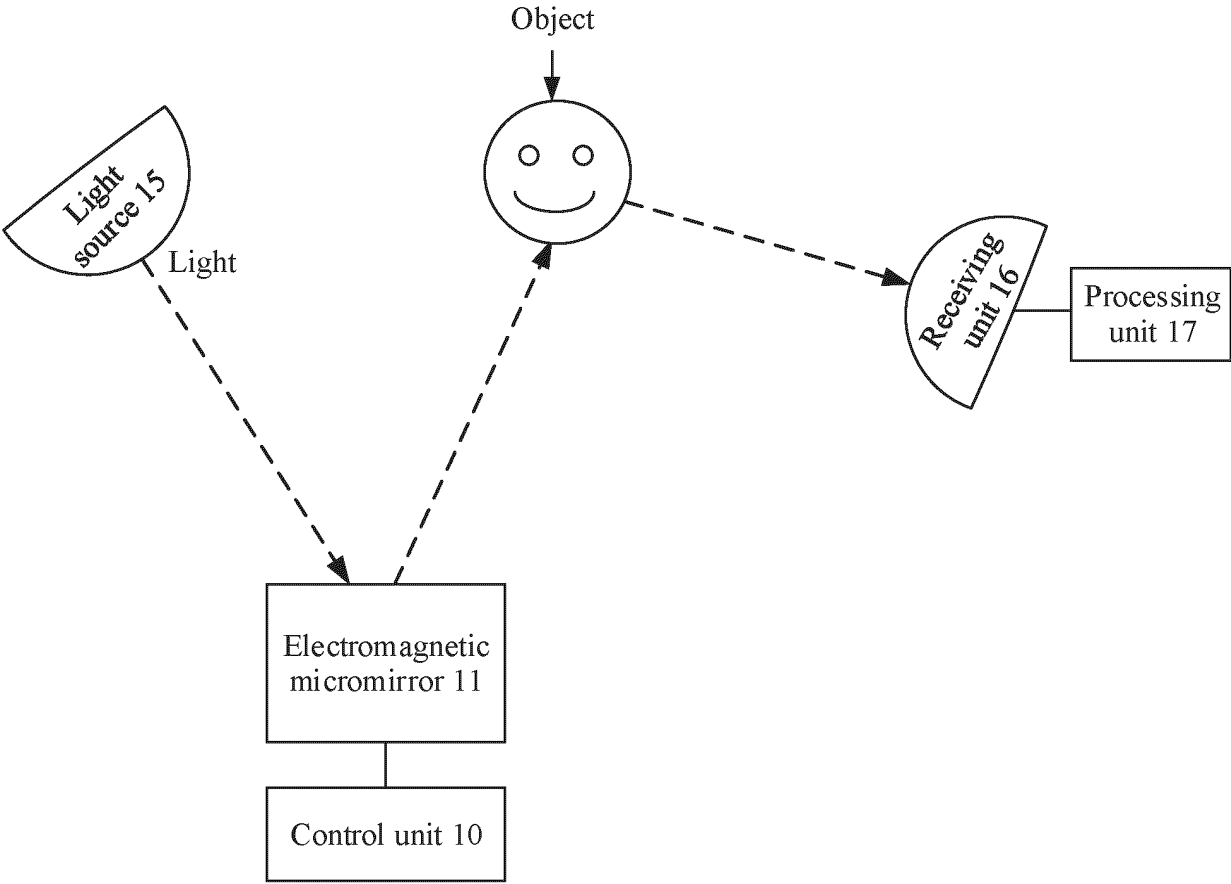 Object
Light
source 15
Light
Receiving
unit 16
Processing
unit 17
Electromagnetic
micromirror 11
Control unit 10